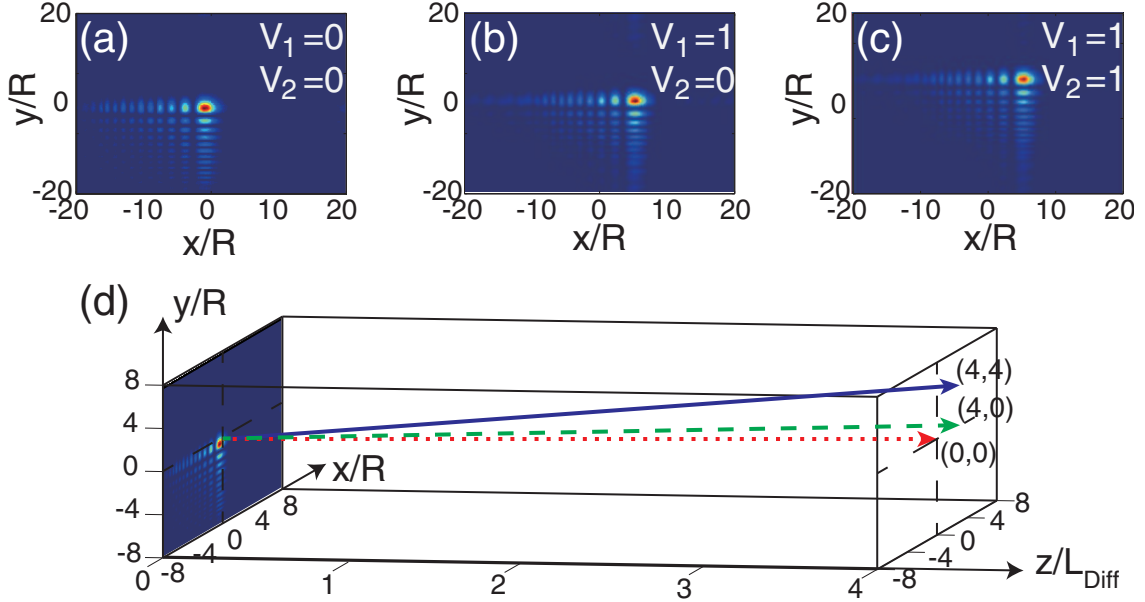 (a) V₁=0
V₂=0
20
0
-20
y/R
-20 -10 0 10 20
x/R
(b) V₁=1
V₂=0
20
0
-20
y/R
-20 -10 0 10 20
x/R
(c) V₁=1
V₂=1
20
0
-20
y/R
-20 -10 0 10 20
x/R
(d)
y/R
8
4
0
-4
-8
x/R
8
4
0
-4
-8
(4,4)
(4,0)
(0,0)
8
4
0
-4
-8
0 1 2 3 4
z/L_Diff